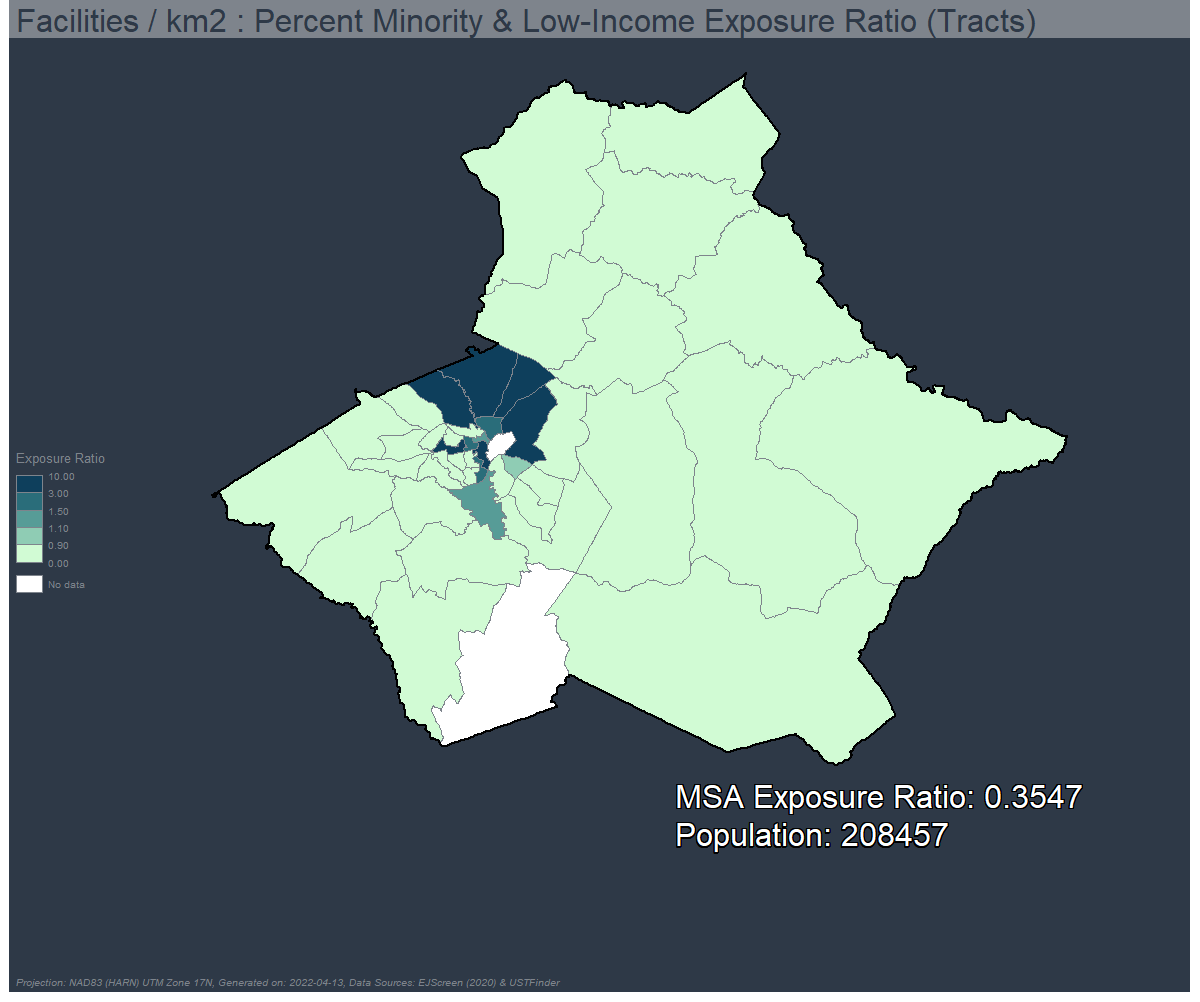 Facilities / km2 : Percent Minority & Low-Income Exposure Ratio (Tracts)
Exposure Ratio
10.00
3.00
1.50
1.10
0.90
0.00
No data
MSA Exposure Ratio: 0.3547
Population: 208457
Projection: NAD83 (HARN) UTM Zone 17N, Generated on: 2022-04-13, Data Sources: EJScreen (2020) & USTFinder